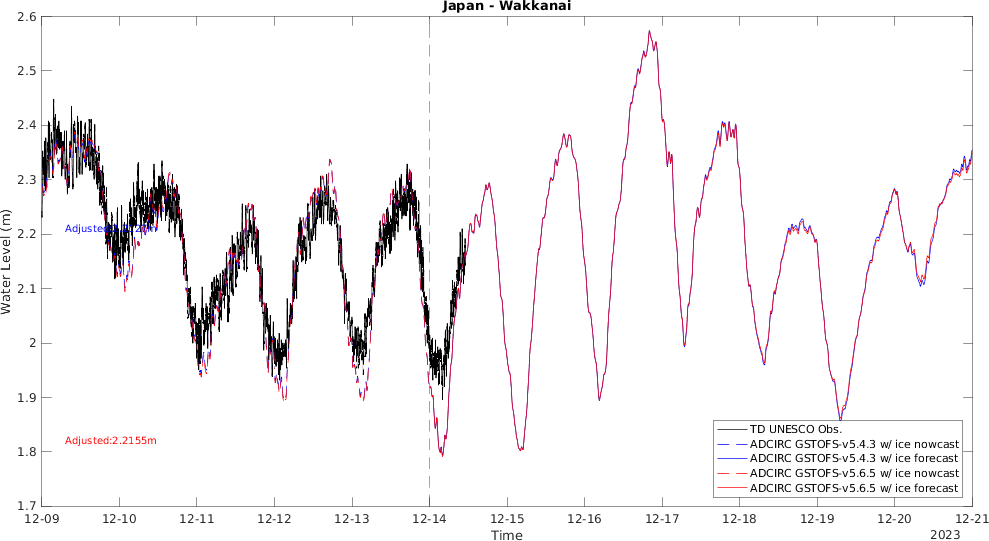 Japan - Wakkanai
2.6
2.5
2.4
2.3
2.2
2.1
2
1.9
1.8
1.7
Water Level (m)
Adjusted:
Adjusted:2.2155m
TD UNESCO Obs.
ADCIRC GSTOFS-v5.4.3 w/ ice nowcast
ADCIRC GSTOFS-v5.4.3 w/ ice forecast
ADCIRC GSTOFS-v5.6.5 w/ ice nowcast
ADCIRC GSTOFS-v5.6.5 w/ ice forecast
12-09 12-10 12-11 12-12 12-13 12-14 12-15 12-16 12-17 12-18 12-19 12-20 12-21
Time
2023